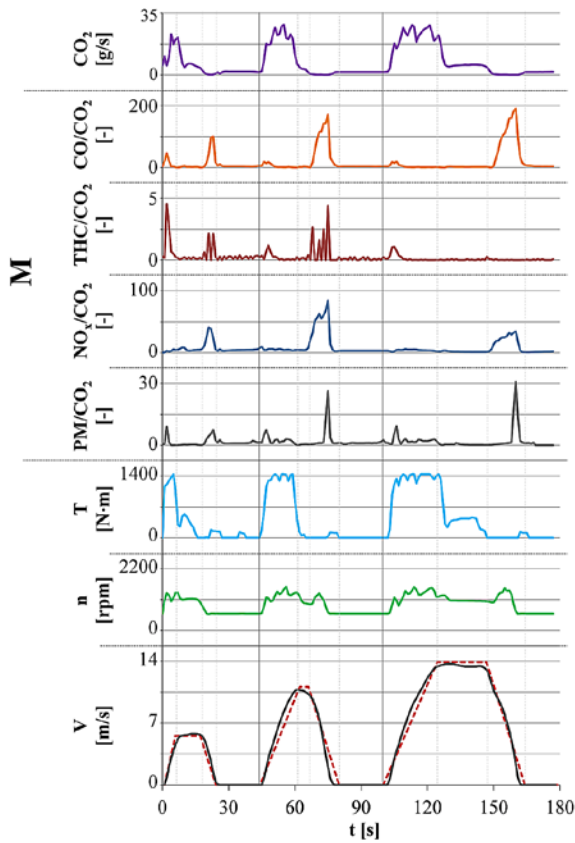 35
CO2
[g/s]
0
M
200
CO/CO2
[-]
0
5
THC/CO2
[-]
0
100
NOx/CO2
[-]
0
30
PM/CO2
[-]
0
1400
T
[N·m]
0
2200
n
[rpm]
0
14
V
[m/s]
7
0
0 30 60 90 120 150 180
t [s]